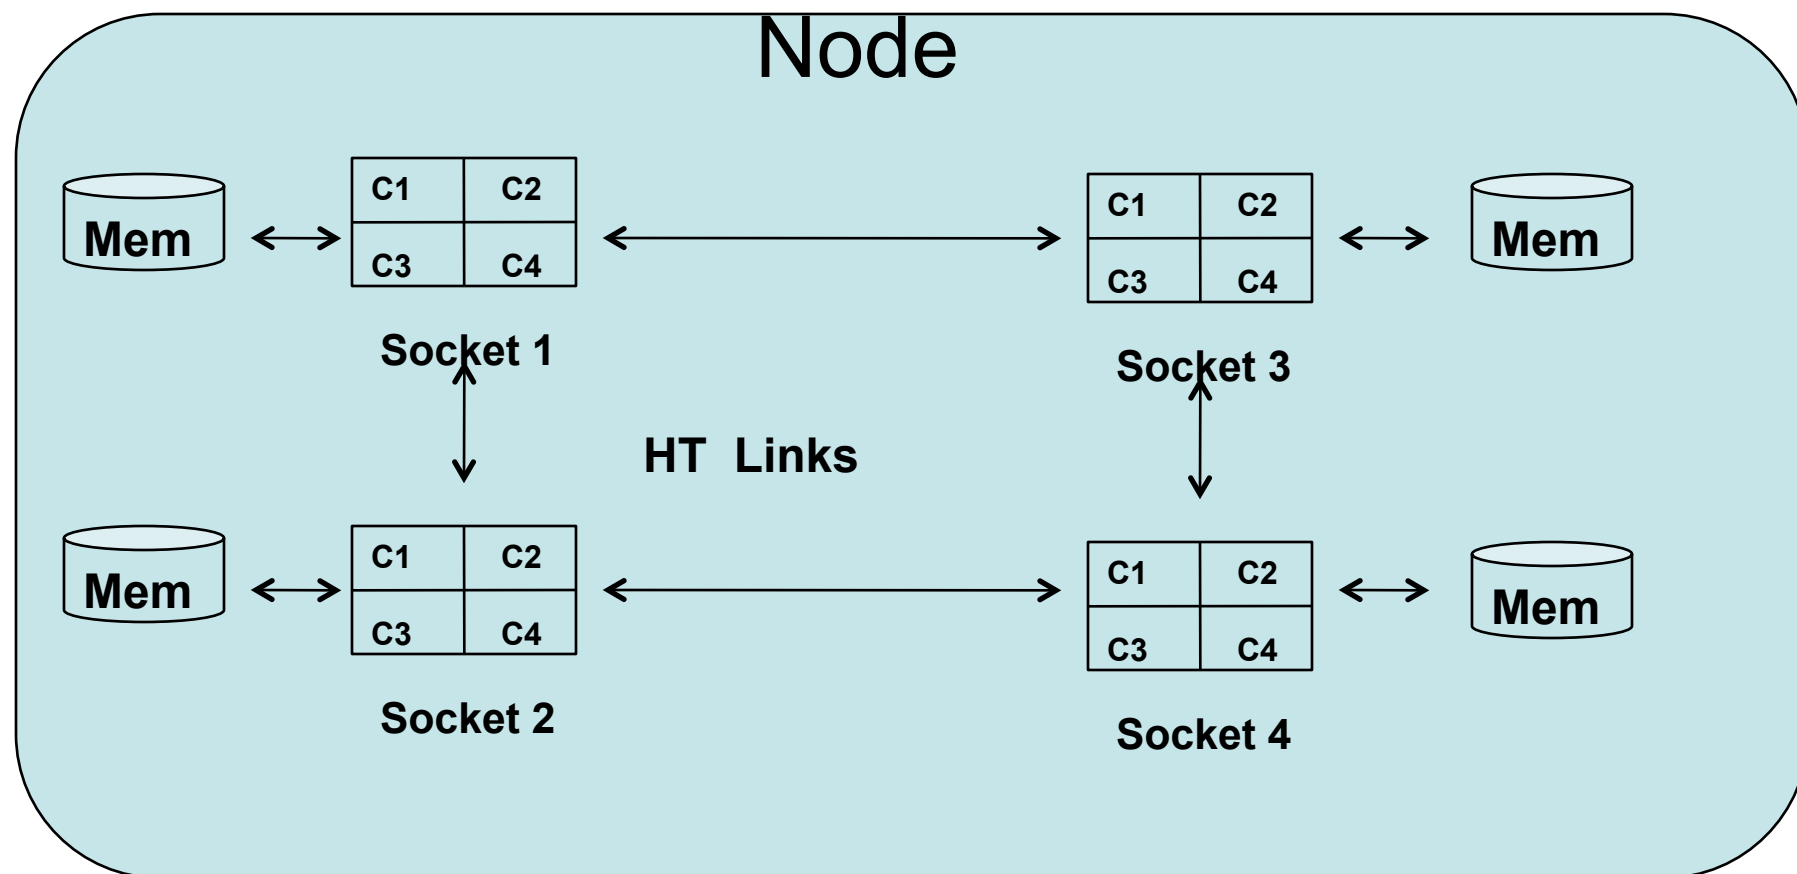 Node
Mem
C1 C2
C3 C4
Socket 1
C1 C2
C3 C4
Socket 3
Mem
HT Links
Mem
C1 C2
C3 C4
Socket 2
C1 C2
C3 C4
Socket 4
Mem